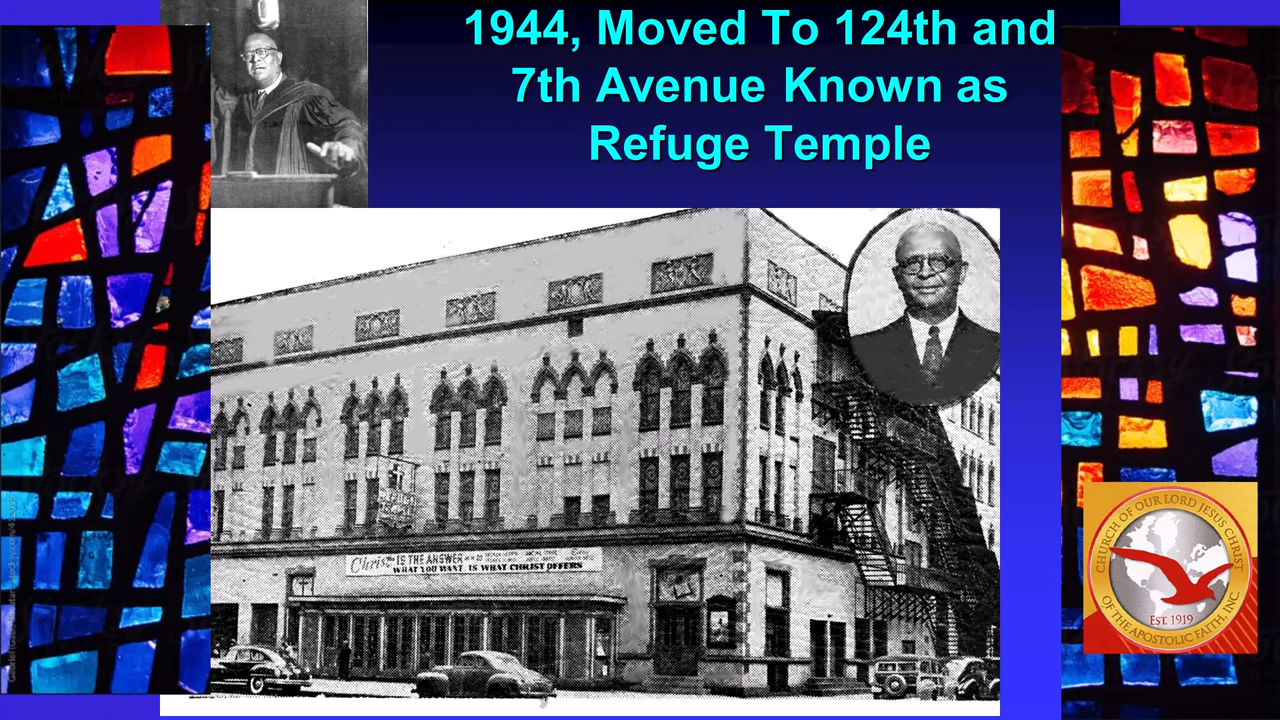 1944, Moved To 124th and
7th Avenue Known as
Refuge Temple
REFUGE
Christ IS THE ANSWER
WHAT YOU WANT IS WHAT CHRIST OFFERS
CHURCH OF OUR LORD JESUS CHRIST
EST. 1919
OF THE APOSTOLIC FAITH, INC.